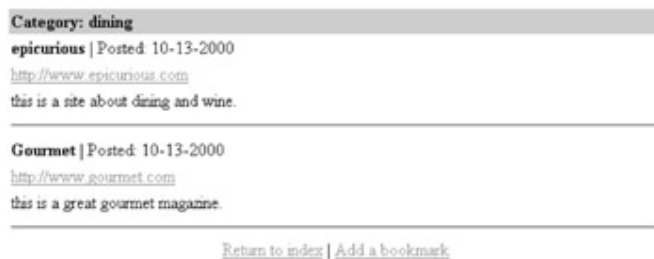 Category: dining
epicurious | Posted: 10-13-2000
http://www.epicurious.com
this is a site about dining and wine.
Gourmet | Posted: 10-13-2000
http://www.gourmet.com
this is a great gourmet magazine.
Return to index | Add a bookmark